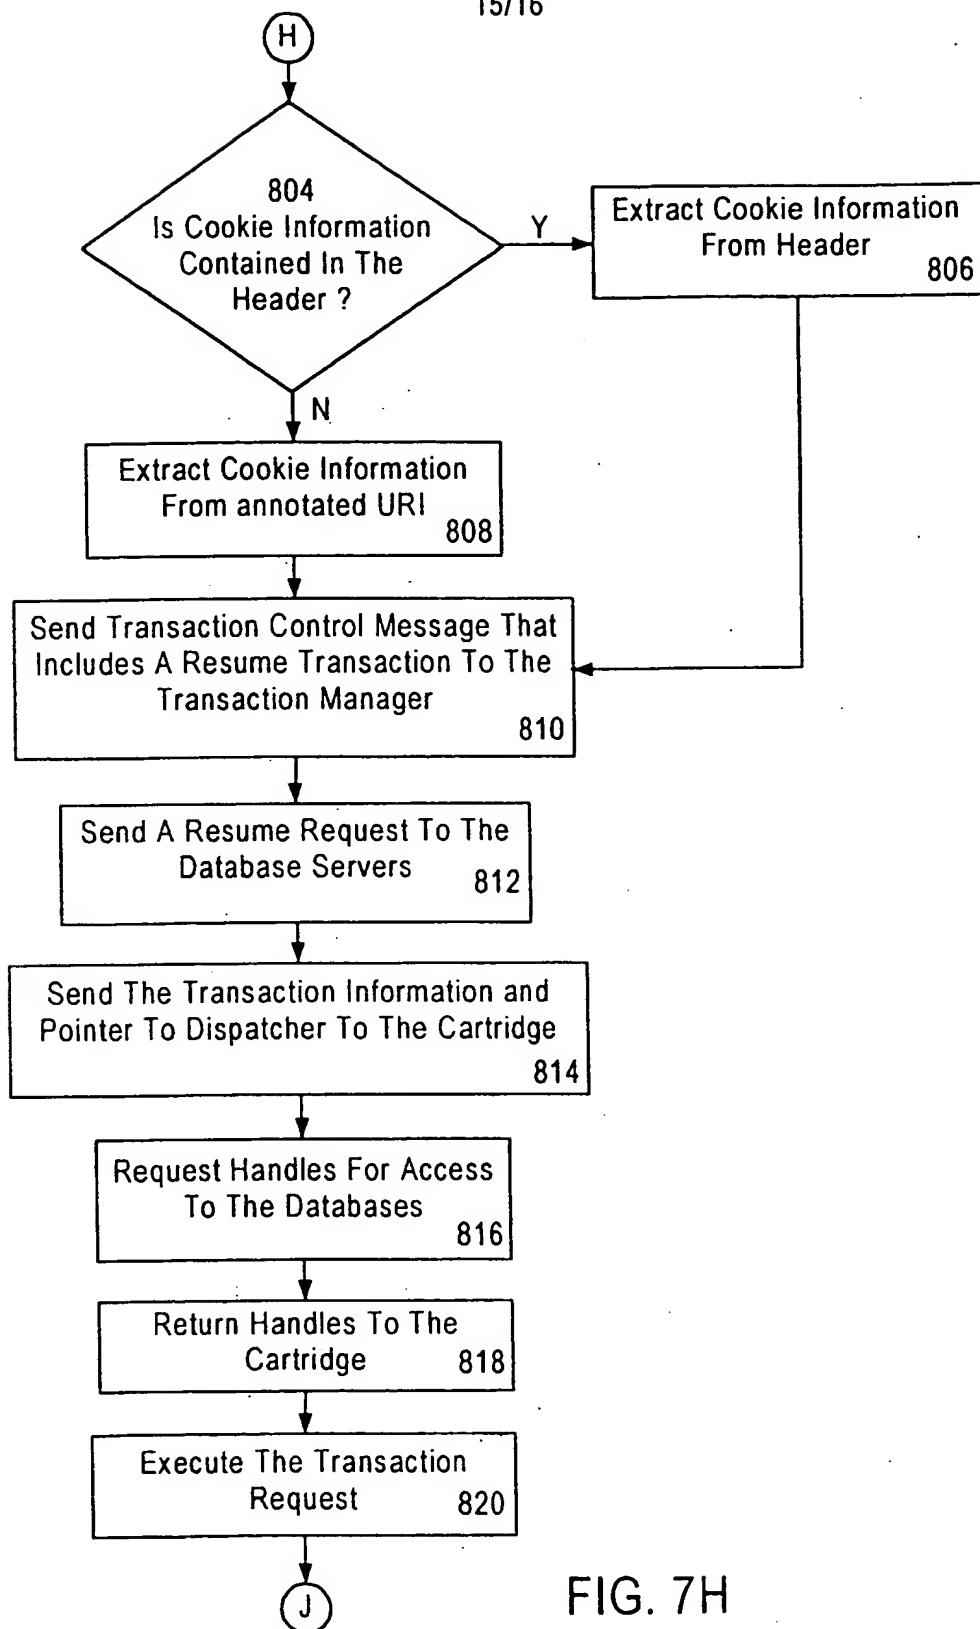 15/16
H
804
Is Cookie Information
Contained In The
Header ?
Y
Extract Cookie Information
From Header
806
N
Extract Cookie Information
From annotated URI
808
Send Transaction Control Message That
Includes A Resume Transaction To The
Transaction Manager
810
Send A Resume Request To The
Database Servers
812
Send The Transaction Information and
Pointer To Dispatcher To The Cartridge
814
Request Handles For Access
To The Databases
816
Return Handles To The
Cartridge
818
Execute The Transaction
Request
820
J
FIG. 7H